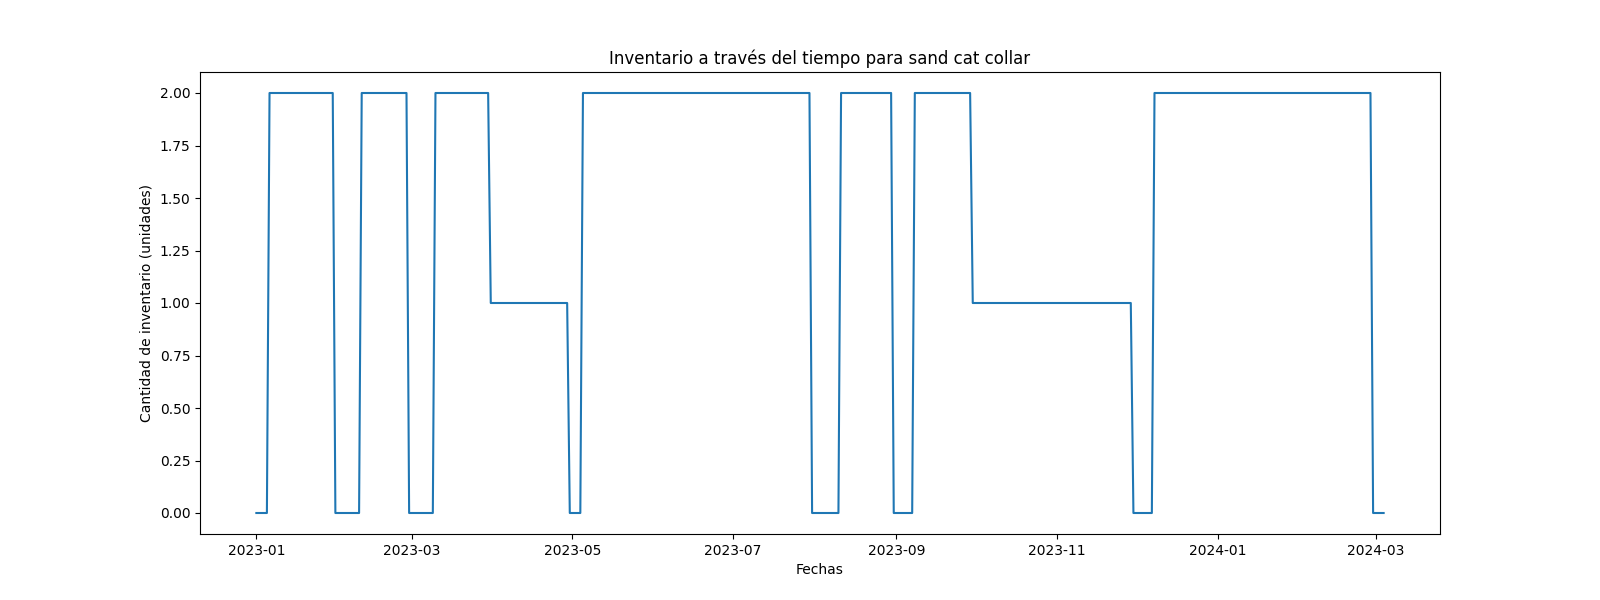 Inventario a través del tiempo para sand cat collar
Cantidad de inventario (unidades)
2.00
1.75
1.50
1.25
1.00
0.75
0.50
0.25
0.00
2023-01 2023-03 2023-05 2023-07 2023-09 2023-11 2024-01 2024-03
Fechas